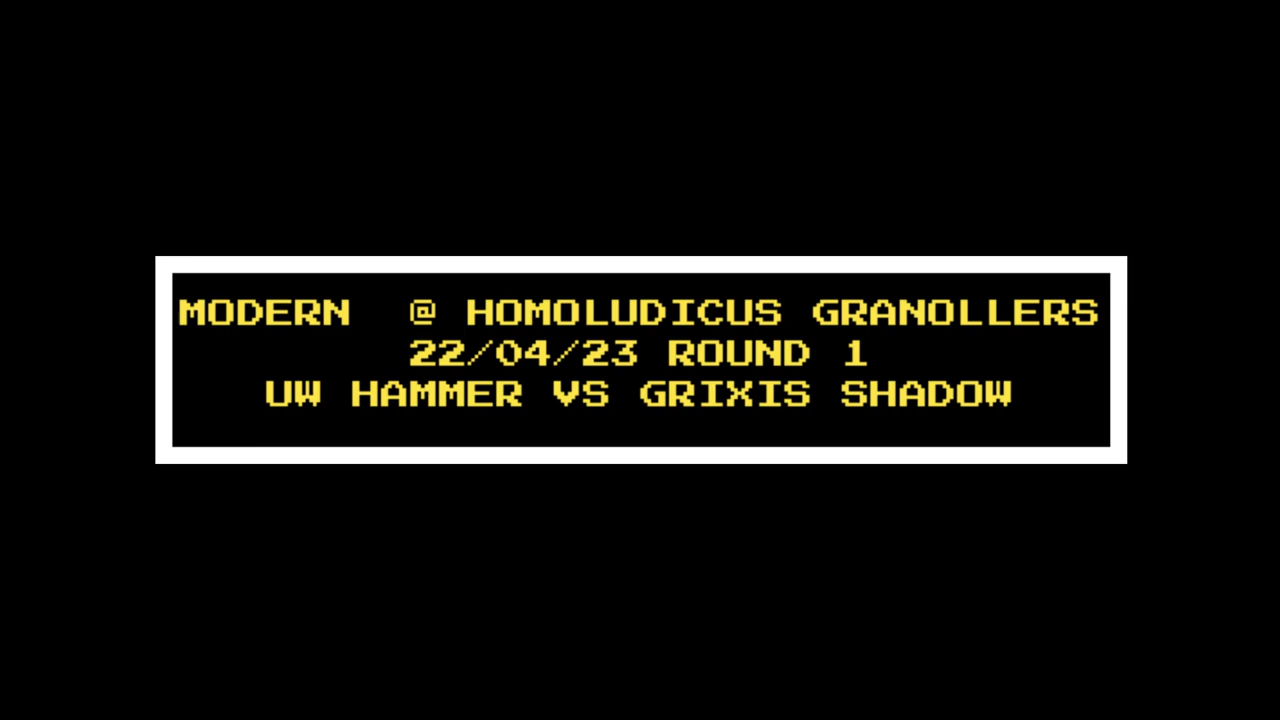 MODERN  @ HOMOLUDICUS GRANOLLERS
22/04/23 ROUND 1
UW HAMMER VS GRIXIS SHADOW